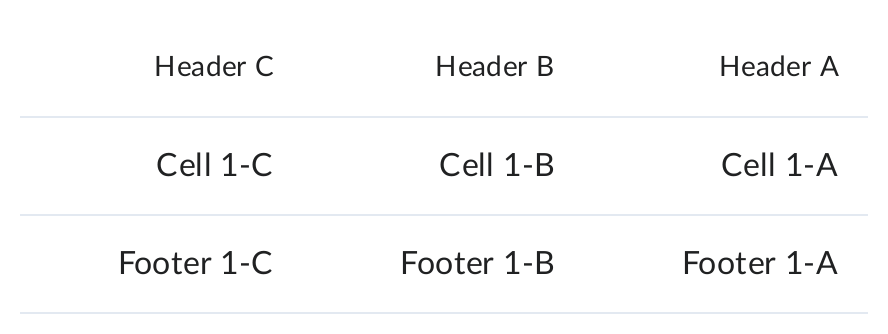 Header C Header B Header A
Cell 1-C Cell 1-B Cell 1-A
Footer 1-C Footer 1-B Footer 1-A